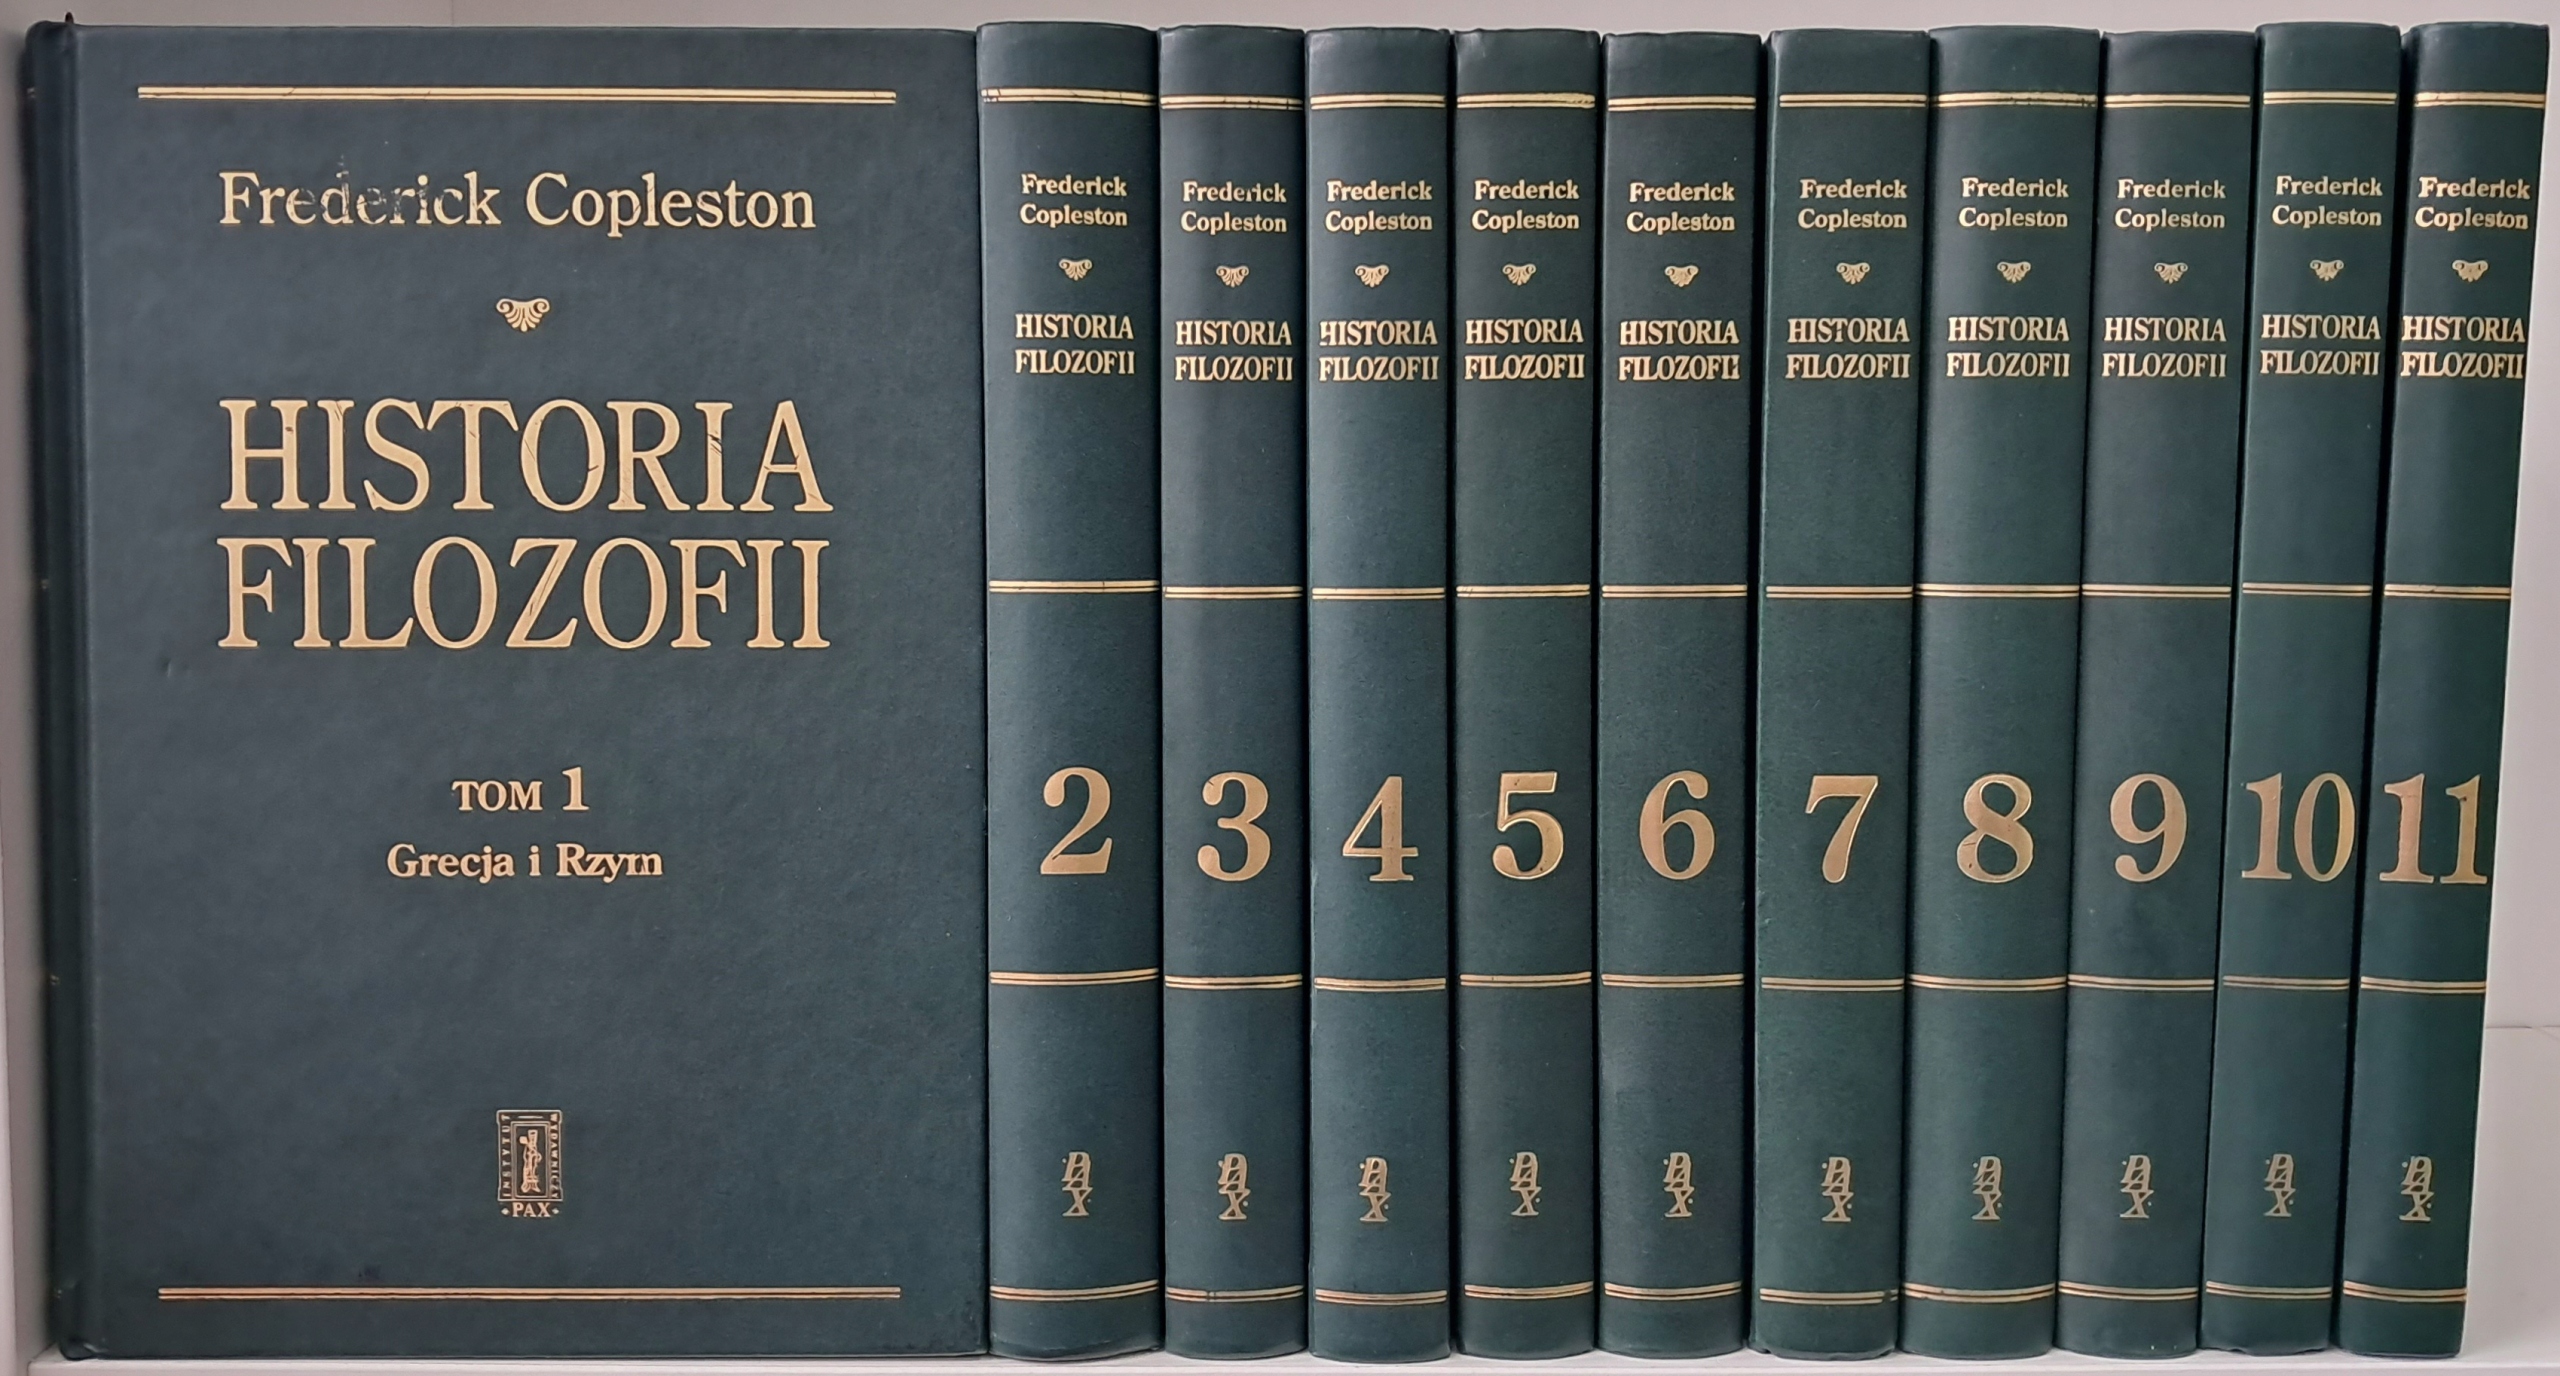 Frederick Copleston
HISTORIA
FILOZOFII
TOM 1
Grecja i Rzym
INSTYTUT
WYDAWNICZY
PAX
Frederick
Copleston
HISTORIA
FILOZOFII
2
PAX
Frederick
Copleston
HISTORIA
FILOZOFII
3
PAX
Frederick
Copleston
HISTORIA
FILOZOFII
4
PAX
Frederick
Copleston
HISTORIA
FILOZOFII
5
PAX
Frederick
Copleston
HISTORIA
FILOZOFII
6
PAX
Frederick
Copleston
HISTORIA
FILOZOFII
7
PAX
Frederick
Copleston
HISTORIA
FILOZOFII
8
PAX
Frederick
Copleston
HISTORIA
FILOZOFII
9
PAX
Frederick
Copleston
HISTORIA
FILOZOFII
10
PAX
Frederick
Copleston
HISTORIA
FILOZOFII
11
PAX